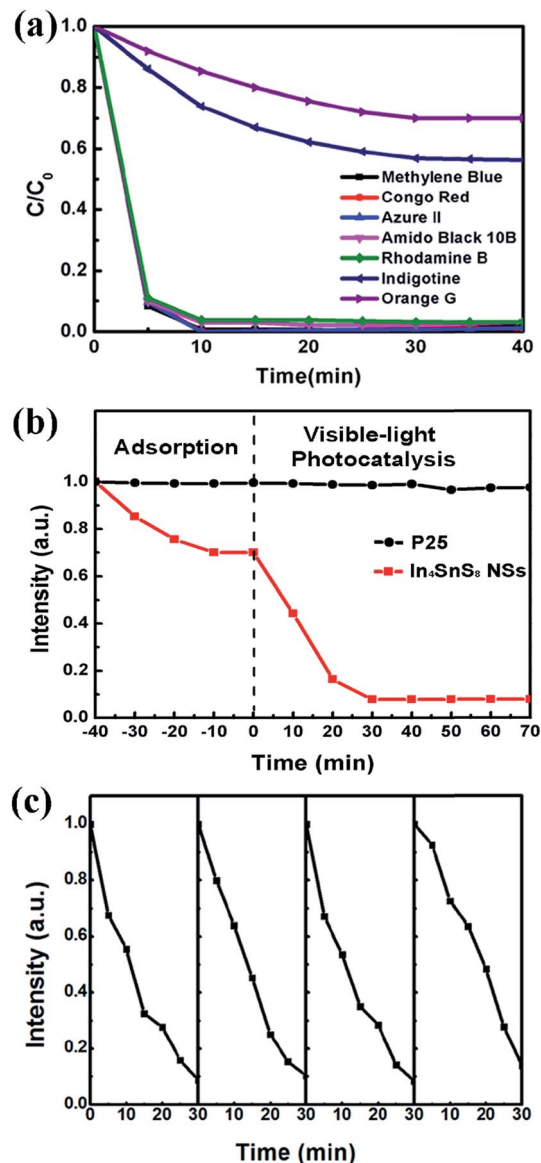 (a)
1.0
0.8
0.6
0.4
0.2
0.0
C/C₀
Methylene Blue
Congo Red
Azure II
Amido Black 10B
Rhodamine B
Indigotine
Orange G
0 10 20 30 40
Time(min)
(b)
Adsorption
Visible-light
Photocatalysis
1.0
0.8
0.6
0.4
0.2
0.0
Intensity (a.u.)
P25
In₄SnS₈ NSs
-40 -30 -20 -10 0 10 20 30 40 50 60 70
Time (min)
(c)
1.0
0.8
0.6
0.4
0.2
0.0
Intensity (a.u.)
0 10 20 30 10 20 30 10 20 30 10 20 30
Time (min)